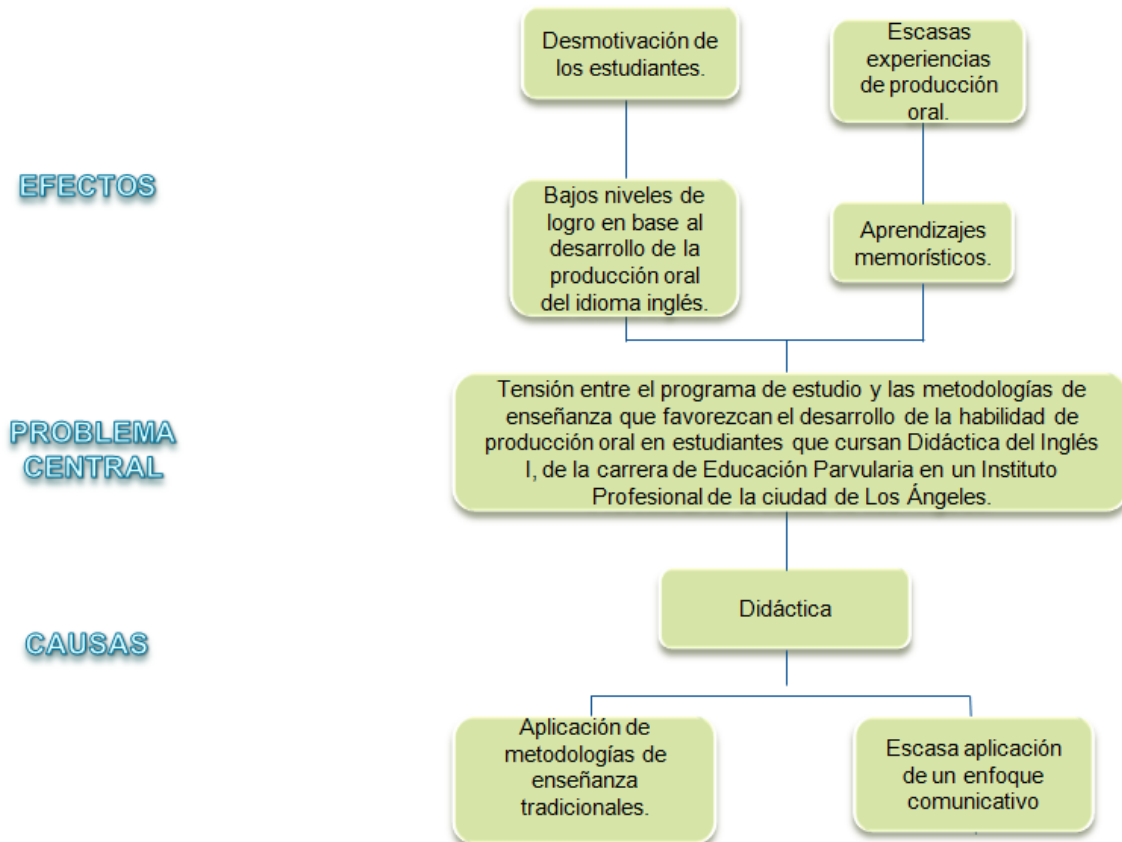 Desmotivación de
los estudiantes.
Escasas
experiencias
de producción
oral.
EFECTOS
Bajos niveles de
logro en base al
desarrollo de la
producción oral
del idioma inglés.
Aprendizajes
memorísticos.
PROBLEMA
CENTRAL
Tensión entre el programa de estudio y las metodologías de
enseñanza que favorezcan el desarrollo de la habilidad de
producción oral en estudiantes que cursan Didáctica del Inglés
I, de la carrera de Educación Parvularia en un Instituto
Profesional de la ciudad de Los Ángeles.
Didáctica
CAUSAS
Aplicación de
metodologías de
enseñanza
tradicionales.
Escasa aplicación
de un enfoque
comunicativo